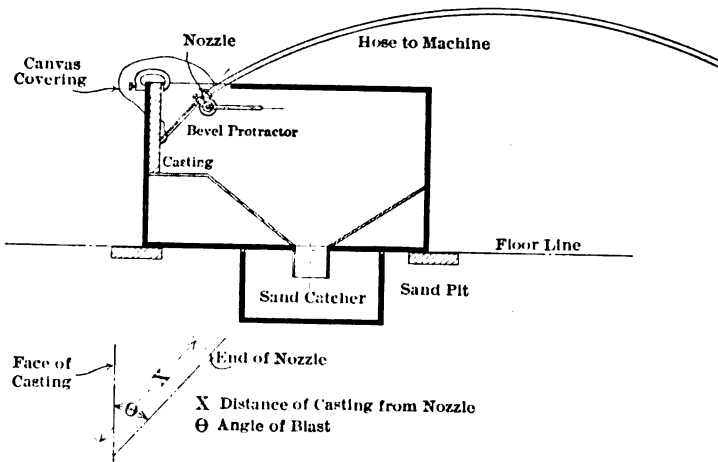 Nozzle
Hose to Machine
Canvas
Covering
Bevel Protractor
Casting
Floor Line
Sand Catcher
Sand Pit
Face of
Casting
End of Nozzle
X
Θ
X Distance of Casting from Nozzle
Θ Angle of Blast